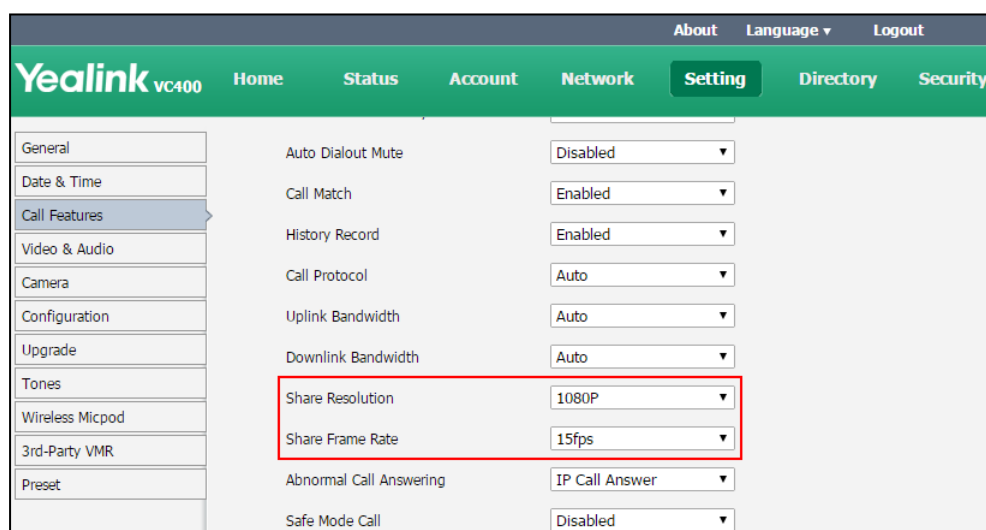 About Language ▾ Logout
Yealink VC400 Home Status Account Network Setting Directory Security
General
Date & Time
Call Features
Video & Audio
Camera
Configuration
Upgrade
Tones
Wireless Micpod
3rd-Party VMR
Preset
Auto Dialout Mute Disabled
Call Match Enabled
History Record Enabled
Call Protocol Auto
Uplink Bandwidth Auto
Downlink Bandwidth Auto
Share Resolution 1080P
Share Frame Rate 15fps
Abnormal Call Answering IP Call Answer
Safe Mode Call Disabled